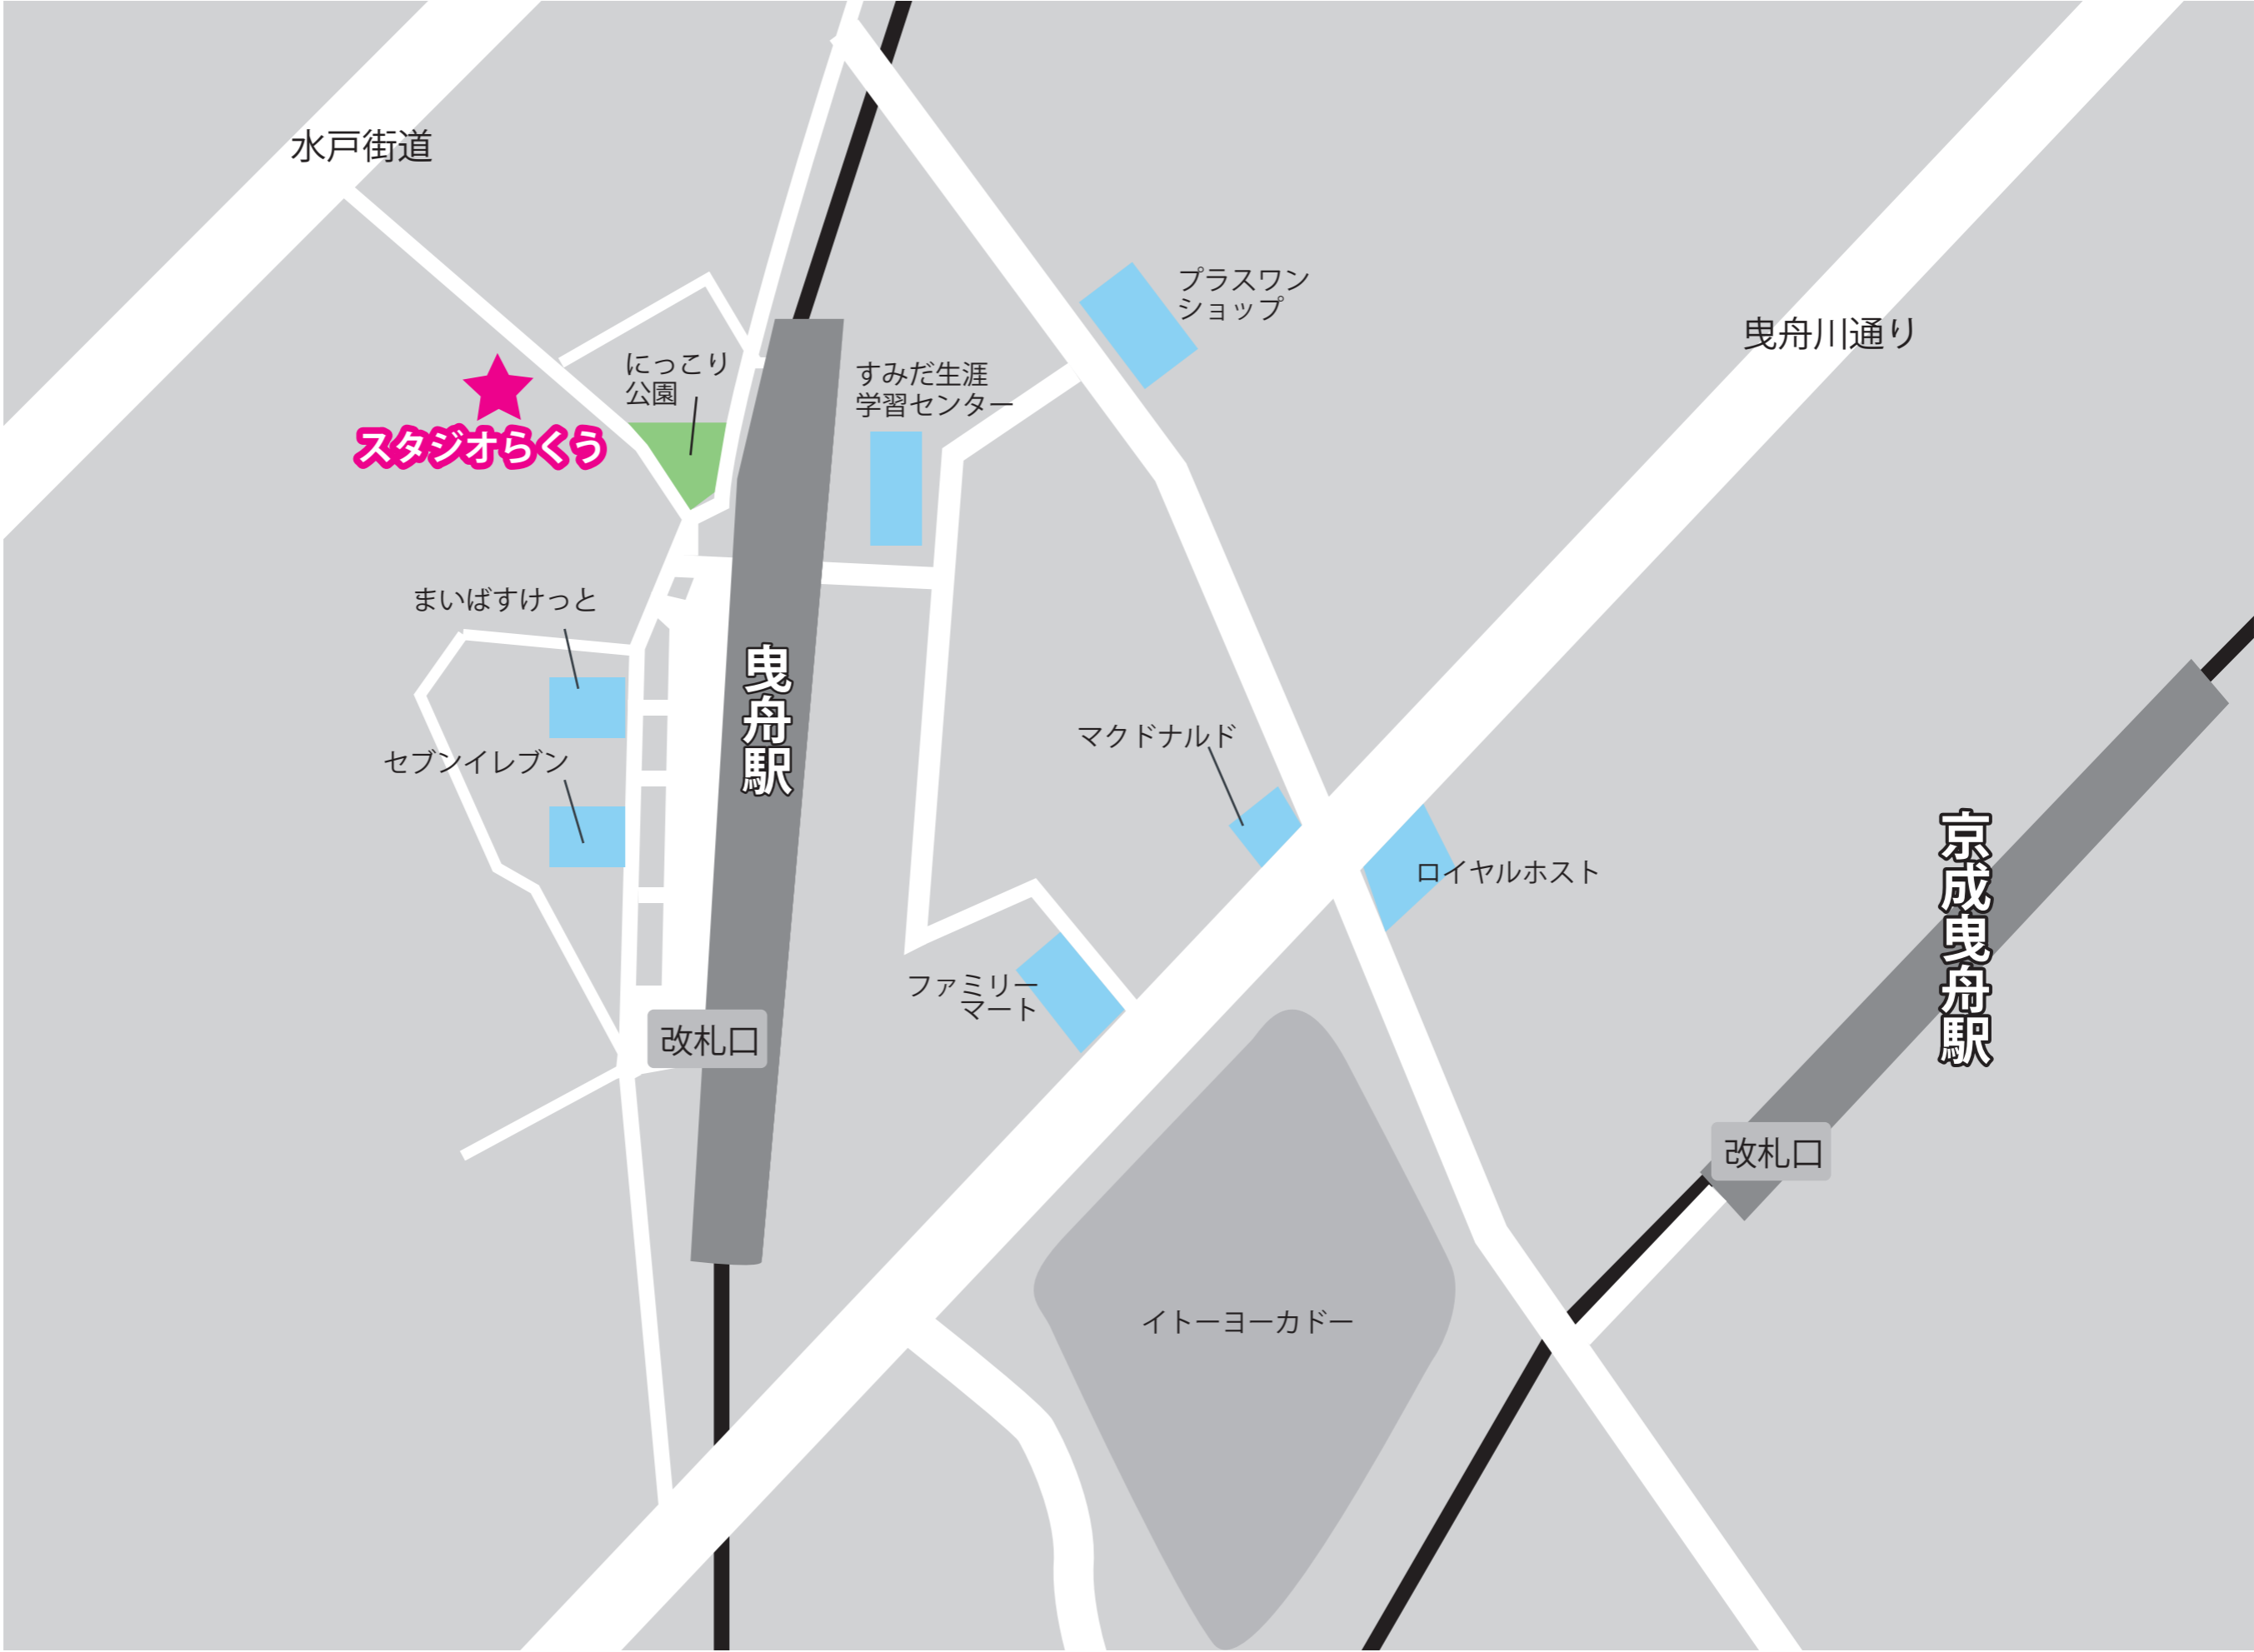 水戸街道
プラスワン
ショップ
曳舟川通り
にっこり
公園
すみだ生涯
学習センター
スタジオらくう
まいばすけっと
曳舟駅
マクドナルド
セブンイレブン
京成曳舟駅
ロイヤルホスト
ファミリー
マート
改札口
改札口
イトーヨーカドー